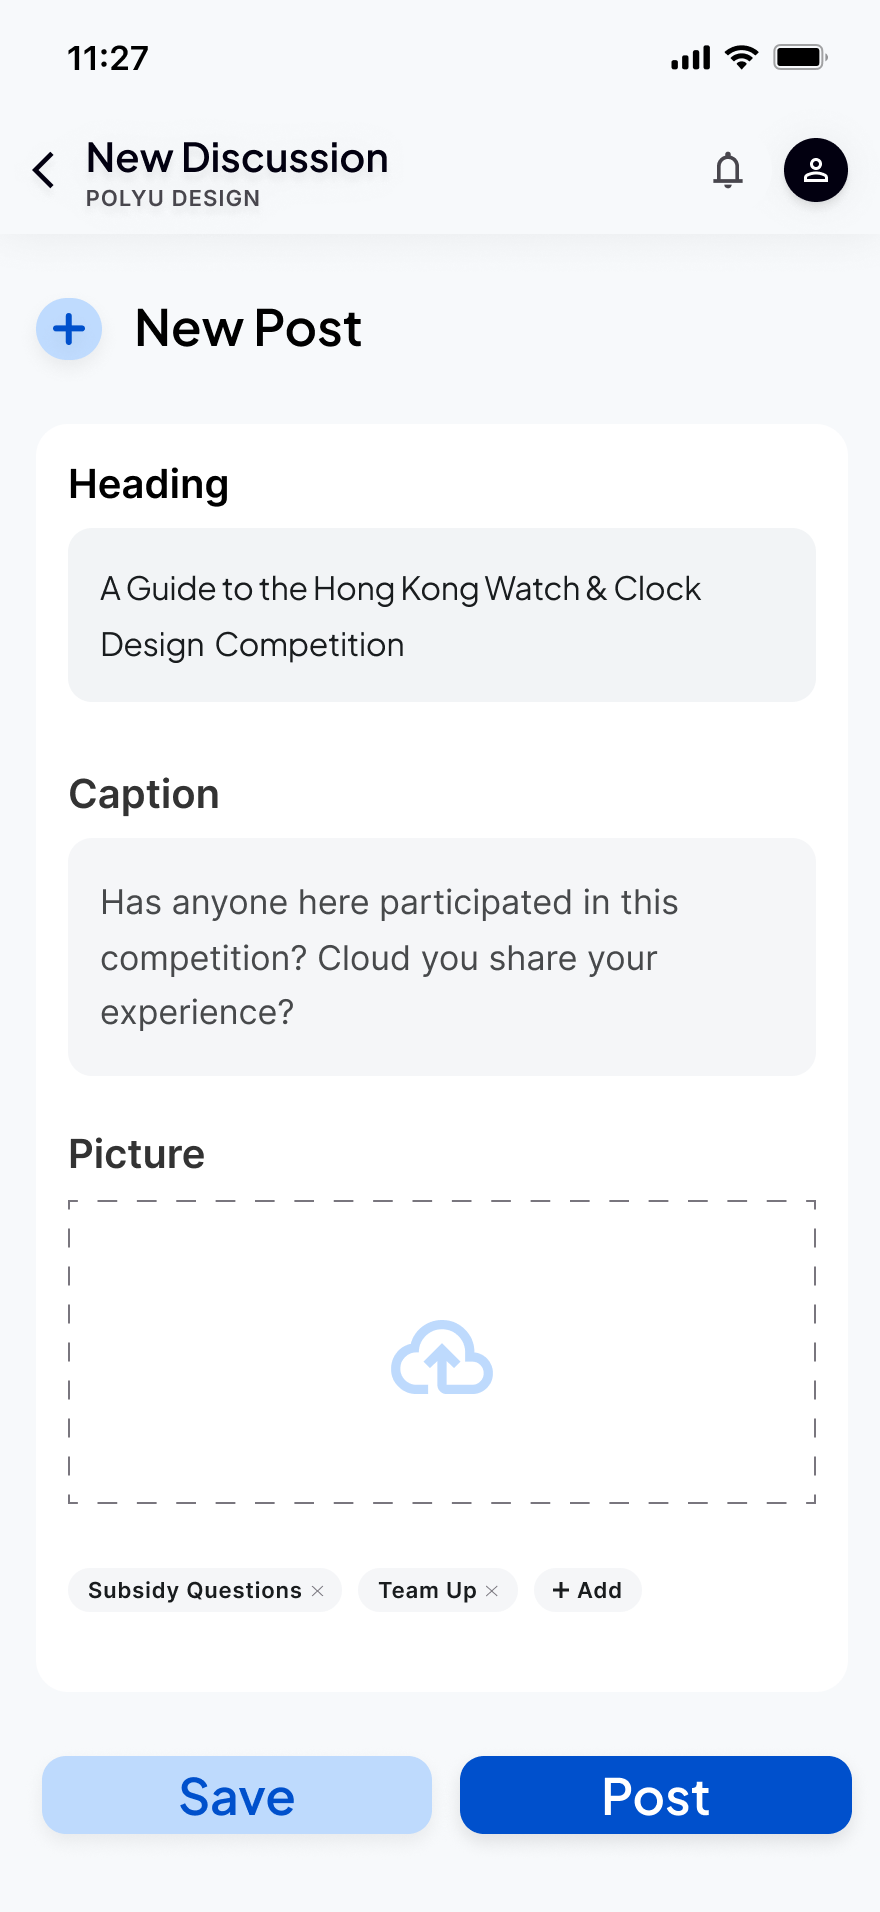 11:27
New Discussion
POLYU DESIGN
New Post
Heading
A Guide to the Hong Kong Watch & Clock
Design Competition
Caption
Has anyone here participated in this
competition? Cloud you share your
experience?
Picture
Subsidy Questions × Team Up × + Add
Save Post